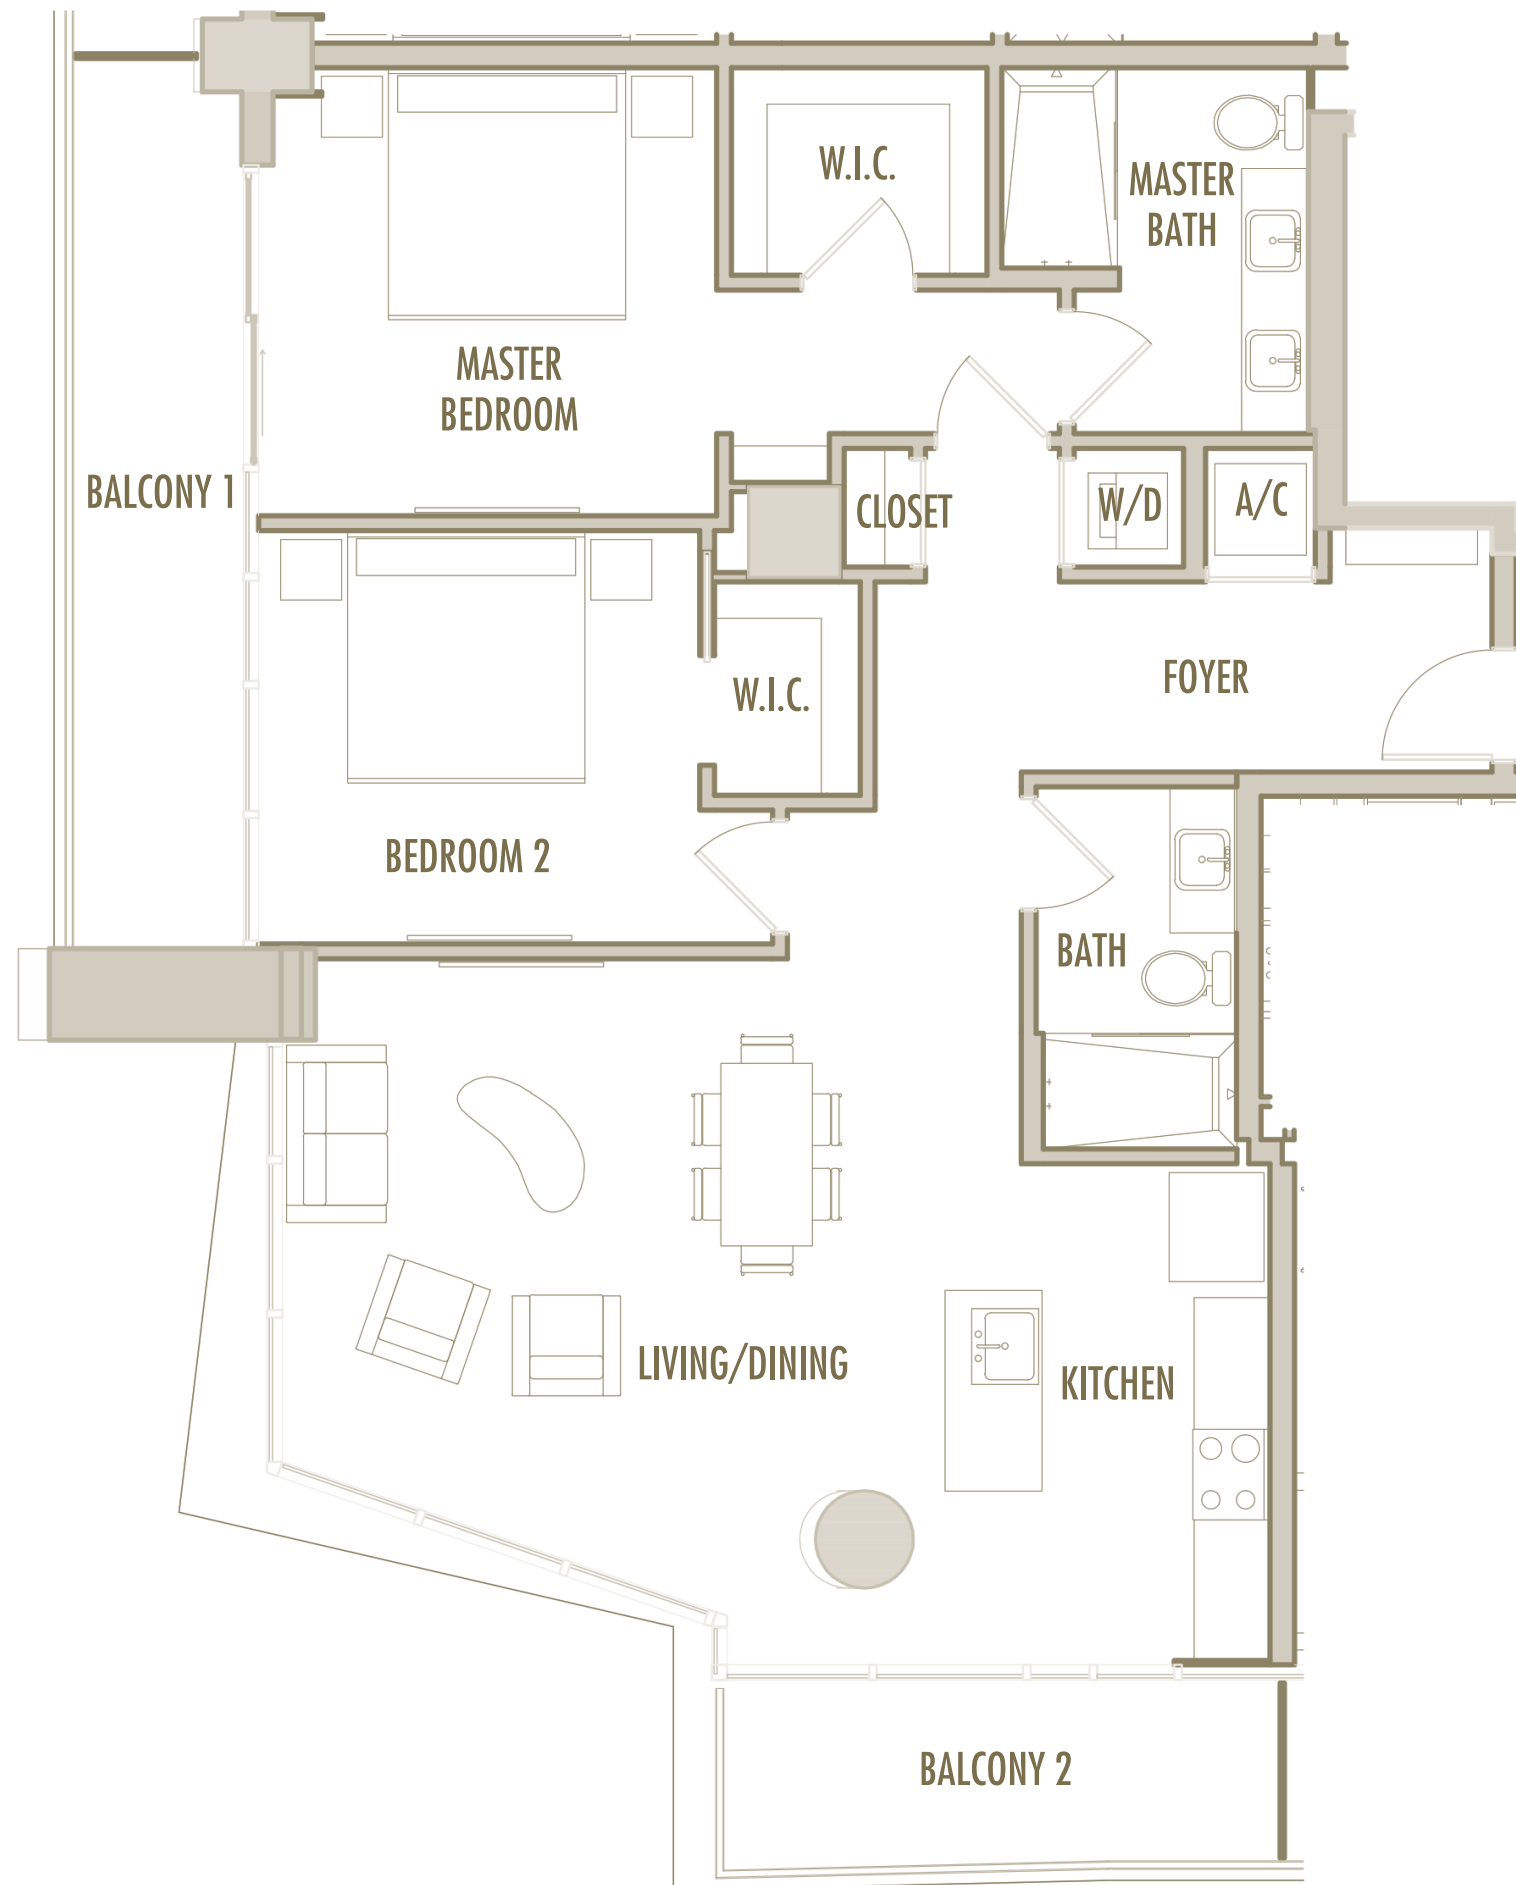 W.I.C.
MASTER
BATH
MASTER
BEDROOM
BALCONY 1
CLOSET
W/D
A/C
W.I.C.
FOYER
BEDROOM 2
BATH
LIVING/DINING
KITCHEN
BALCONY 2